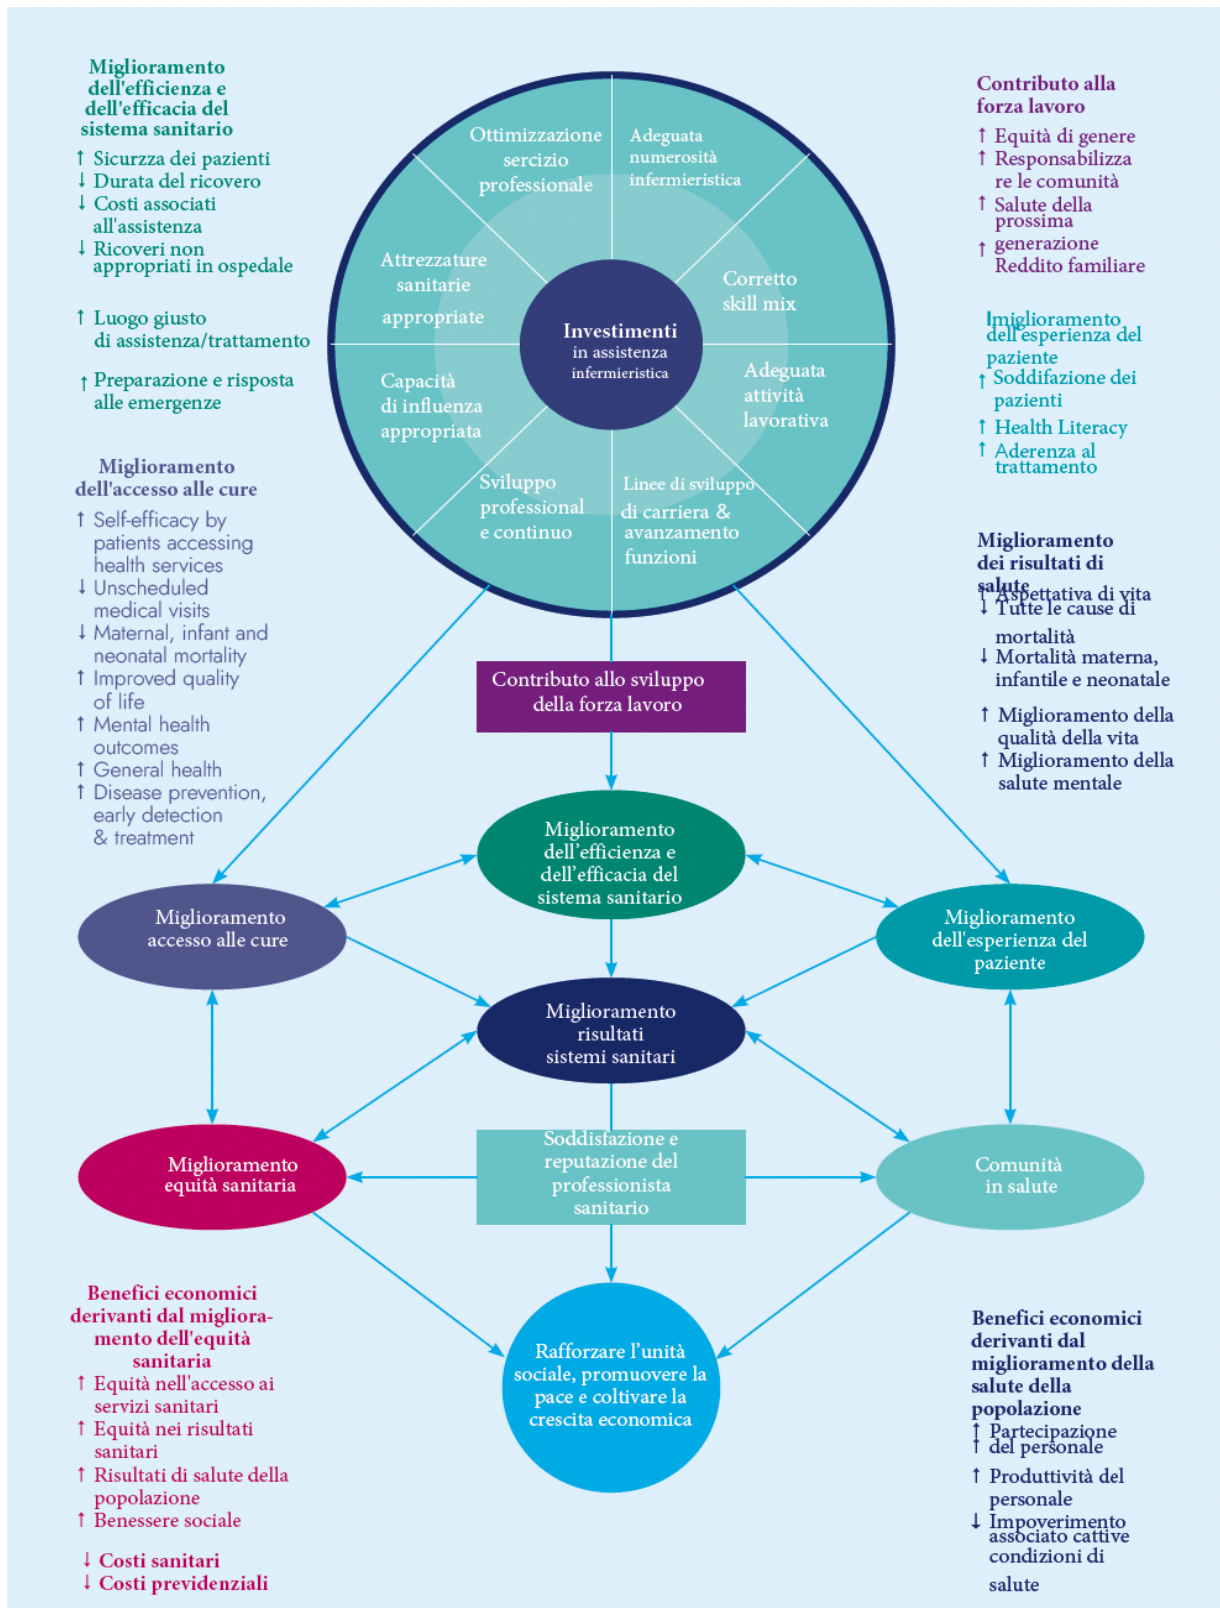 Miglioramento
dell'efficienza e
dell'efficacia del
sistema sanitario
↑ Sicurzza dei pazienti
↓ Durata del ricovero
↓ Costi associati
all'assistenza
↓ Ricoveri non
appropriati in ospedale
↑ Luogo giusto
di assistenza/trattamento
↑ Preparazione e risposta
alle emergenze
Miglioramento
dell'accesso alle cure
↑ Self-efficacy by
patients accessing
health services
↓ Unscheduled
medical visits
↓ Maternal, infant and
neonatal mortality
↑ Improved quality
of life
↑ Mental health
outcomes
↑ General health
↑ Disease prevention,
early detection
& treatment
Ottimizzazione
sercizio
professionale
Adeguata
numerosità
infermieristica
Attrezzature
sanitarie
appropriate
Corretto
skill mix
Investimenti
in assistenza
infermieristica
Capacità
di influenza
appropriata
Adeguata
attività
lavorativa
Sviluppo
professional
e continuo
Linee di sviluppo
di carriera &
avanzamento
funzioni
Contributo alla
forza lavoro
↑ Equità di genere
↑ Responsabilizza
re le comunità
↑ Salute della
prossima
↑ generazione
Reddito familiare
Imiglioramento
dell'esperienza del
paziente
↑ Soddifazione dei
pazienti
↑ Health Literacy
↑ Aderenza al
trattamento
Miglioramento
dei risultati di
salute
↑ Aspettativa di vita
↓ Tutte le cause di
mortalità
↓ Mortalità materna,
infantile e neonatale
↑ Miglioramento della
qualità della vita
↑ Miglioramento della
salute mentale
Contributo allo sviluppo
della forza lavoro
Miglioramento
dell’efficienza e
dell’efficacia del
sistema sanitario
Miglioramento
accesso alle cure
Miglioramento
dell'esperienza del
paziente
Miglioramento
risultati
sistemi sanitari
Miglioramento
equità sanitaria
Soddisfazione e
reputazione del
professionista
sanitario
Comunità
in salute
Rafforzare l’unità
sociale, promuovere la
pace e coltivare la
crescita economica
Benefici economici
derivanti dal migliora-
mento dell'equità
sanitaria
↑ Equità nell'accesso ai
servizi sanitari
↑ Equità nei risultati
sanitari
↑ Risultati di salute della
popolazione
↑ Benessere sociale
↓ Costi sanitari
↓ Costi previdenziali
Benefici economici
derivanti dal
miglioramento della
salute della
popolazione
↑ Partecipazione
↑ del personale
↑ Produttività del
personale
↓ Impoverimento
associato cattive
condizioni di
salute